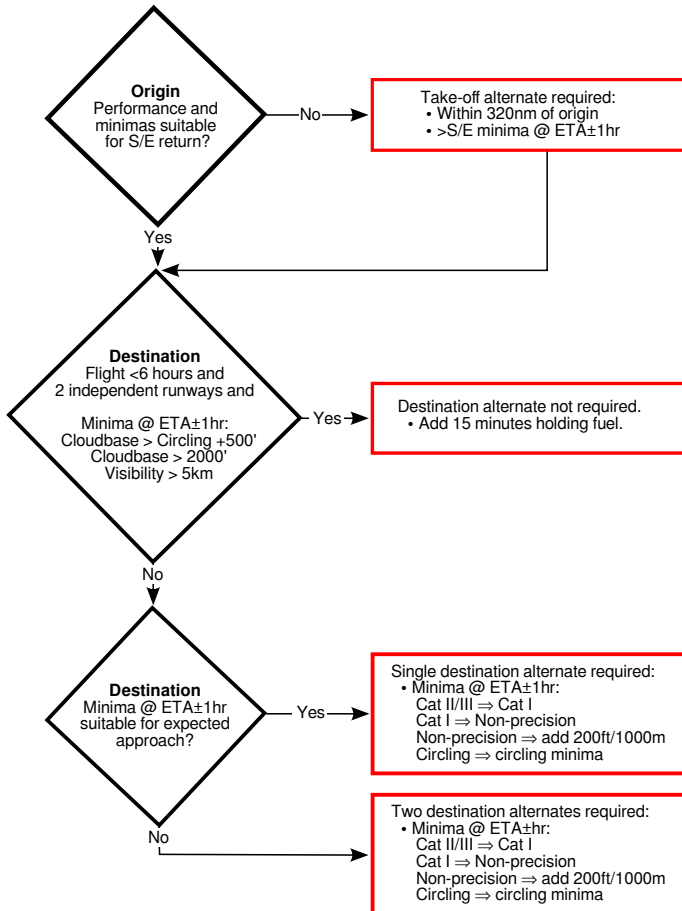 Origin
Performance and
minimas suitable
for S/E return?
No
Take-off alternate required:
• Within 320nm of origin
• >S/E minima @ ETA±1hr
Yes
Destination
Flight <6 hours and
2 independent runways and
Minima @ ETA±1hr:
Cloudbase > Circling +500'
Cloudbase > 2000'
Visibility > 5km
Yes
Destination alternate not required.
• Add 15 minutes holding fuel.
No
Destination
Minima @ ETA±1hr
suitable for expected
approach?
Yes
Single destination alternate required:
• Minima @ ETA±1hr:
Cat II/III ⇒ Cat I
Cat I ⇒ Non-precision
Non-precision ⇒ add 200ft/1000m
Circling ⇒ circling minima
No
Two destination alternates required:
• Minima @ ETA±hr:
Cat II/III ⇒ Cat I
Cat I ⇒ Non-precision
Non-precision ⇒ add 200ft/1000m
Circling ⇒ circling minima